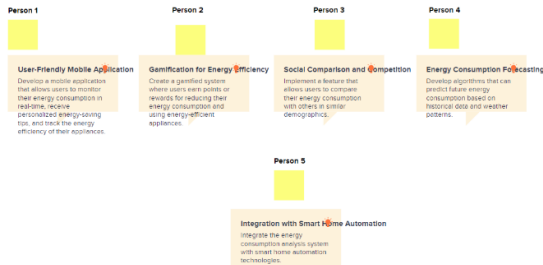 Person 1
Person 2
Person 3
Person 4
User-Friendly Mobile Application
Develop a mobile application
that allows users to monitor
their energy consumption in
real-time, receive
personalized energy-saving
tips, and track the energy
efficiency of their appliances.
Gamification for Energy Efficiency
Create a gamified system
where users earn points or
rewards for reducing their
energy consumption and
using energy-efficient
appliances.
Social Comparison and Competition
Implement a feature that
allows users to compare
their energy consumption
with others in similar
demographics.
Energy Consumption Forecasting
Develop algorithms that can
predict future energy
consumption based on
historical data and weather
patterns.
Person 5
Integration with Smart Home Automation
Integrate the energy
consumption analysis system
with smart home automation
technologies.